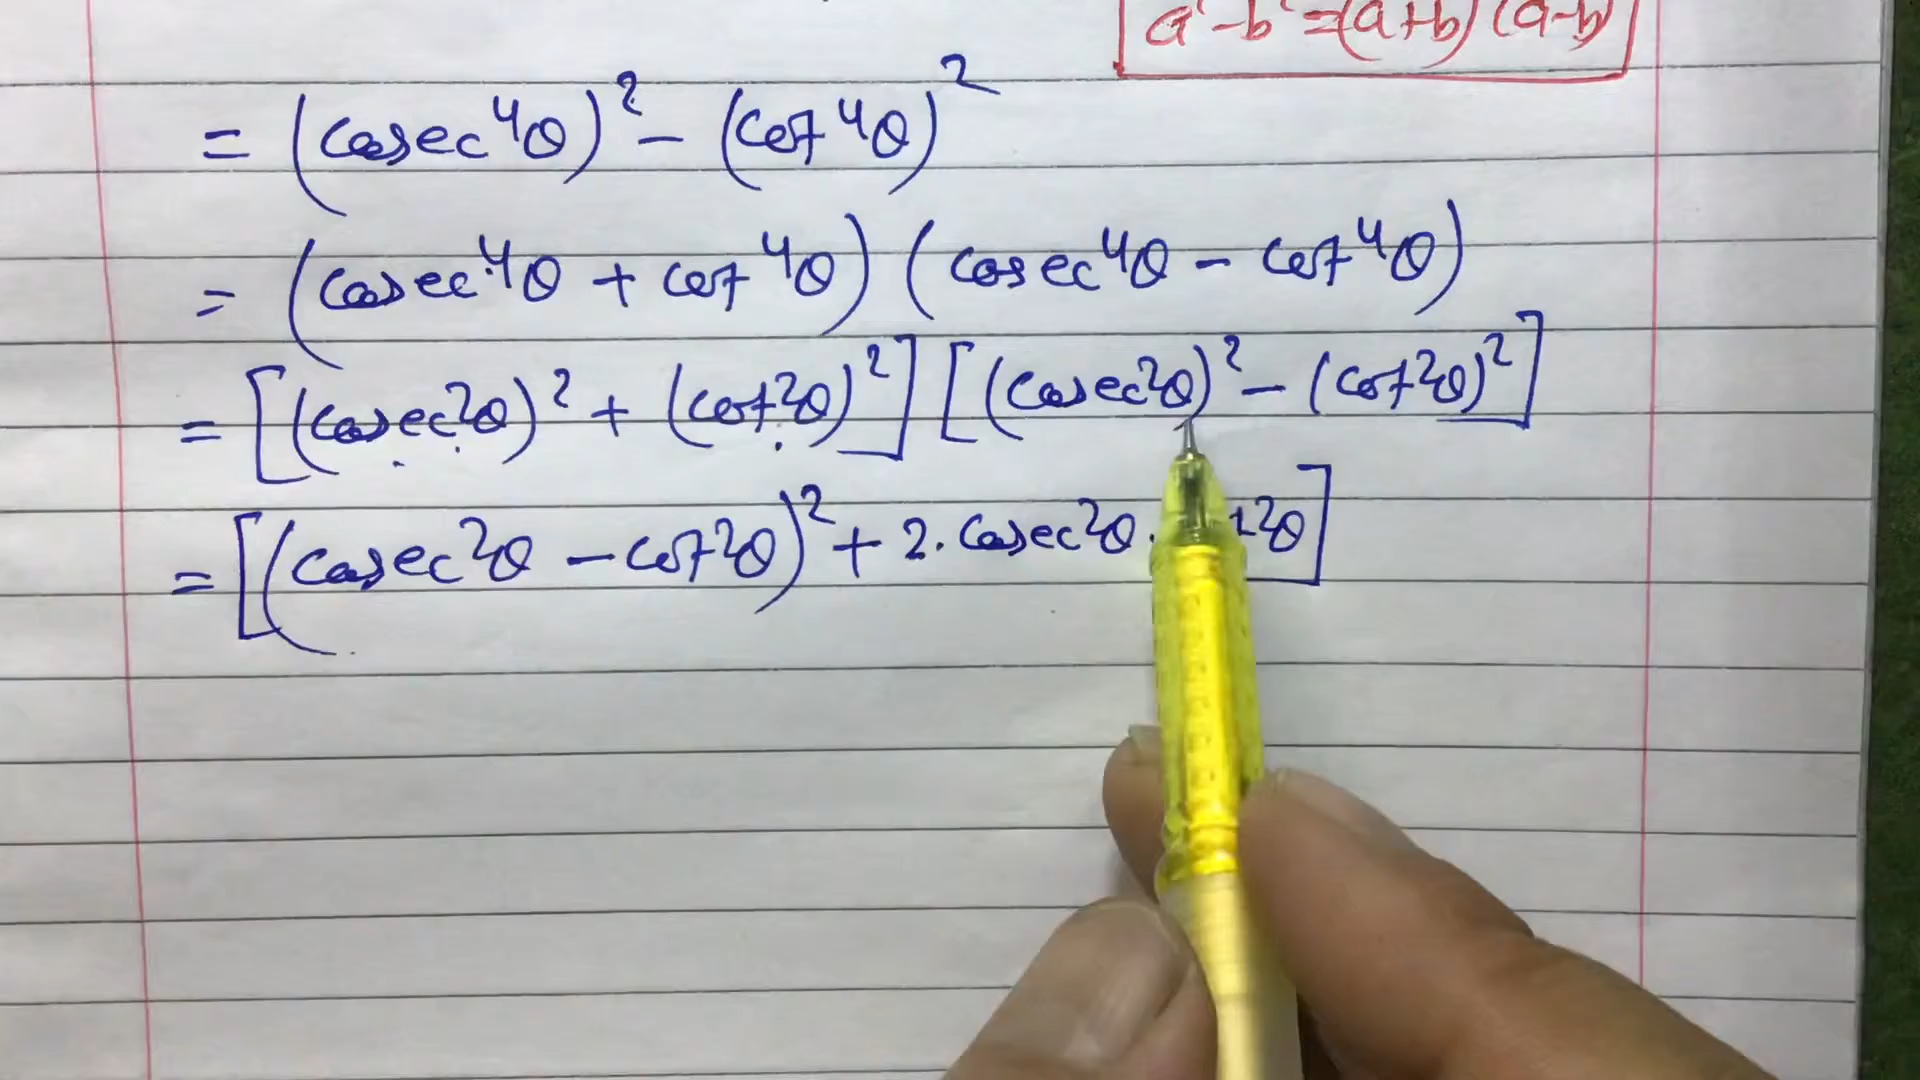 a²-b²=(a+b)(a-b)
= (cosec⁴θ)² - (cot⁴θ)²
= (cosec⁴θ + cot⁴θ) (cosec⁴θ - cot⁴θ)
= [(cosec²θ)² + (cot²θ)²] [(cosec²θ)² - (cot²θ)²]
= [(cosec²θ - cot²θ)² + 2.cosec²θ. t²θ]